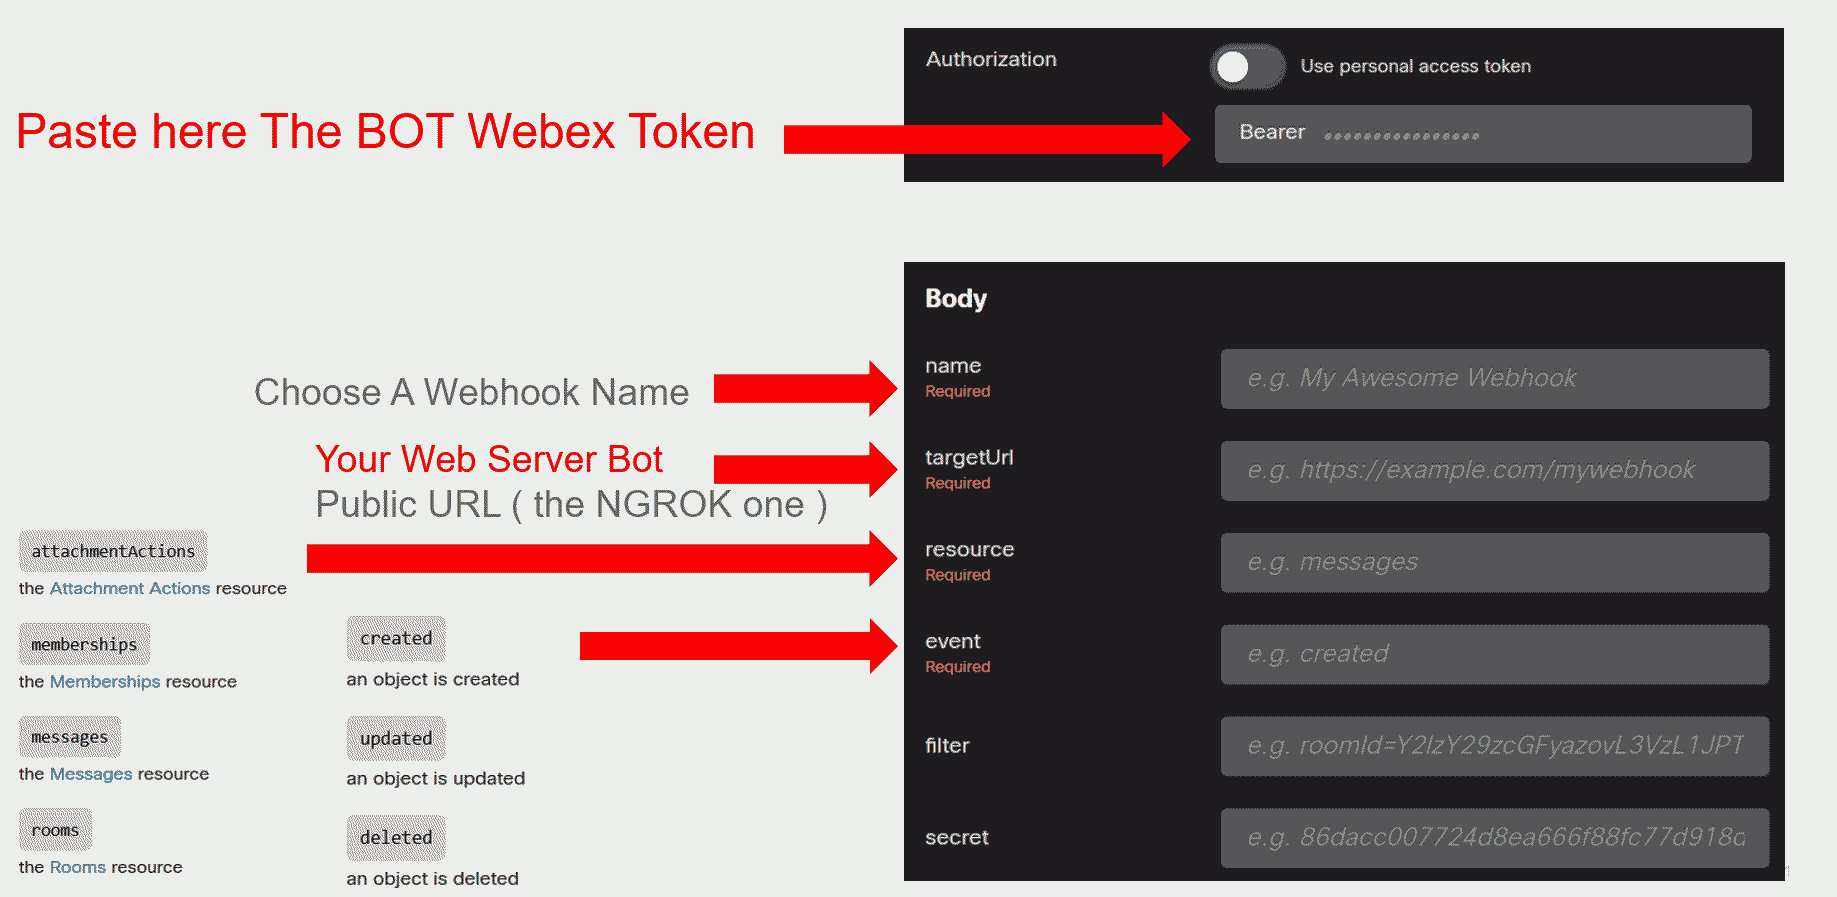 Authorization
Use personal access token
Paste here The BOT Webex Token
Bearer
Body
Choose A Webhook Name
name
Required
e.g. My Awesome Webhook
Your Web Server Bot
Public URL ( the NGROK one )
targetUrl
Required
e.g. https://example.com/mywebhook
attachmentActions
the Attachment Actions resource
resource
Required
e.g. messages
memberships
the Memberships resource
created
an object is created
event
Required
e.g. created
messages
the Messages resource
updated
an object is updated
filter
e.g. roomId=Y2lzY29zcGFyazovL3VzL1JPT
rooms
the Rooms resource
deleted
an object is deleted
secret
e.g. 86dacc007724d8ea666f88fc77d918d